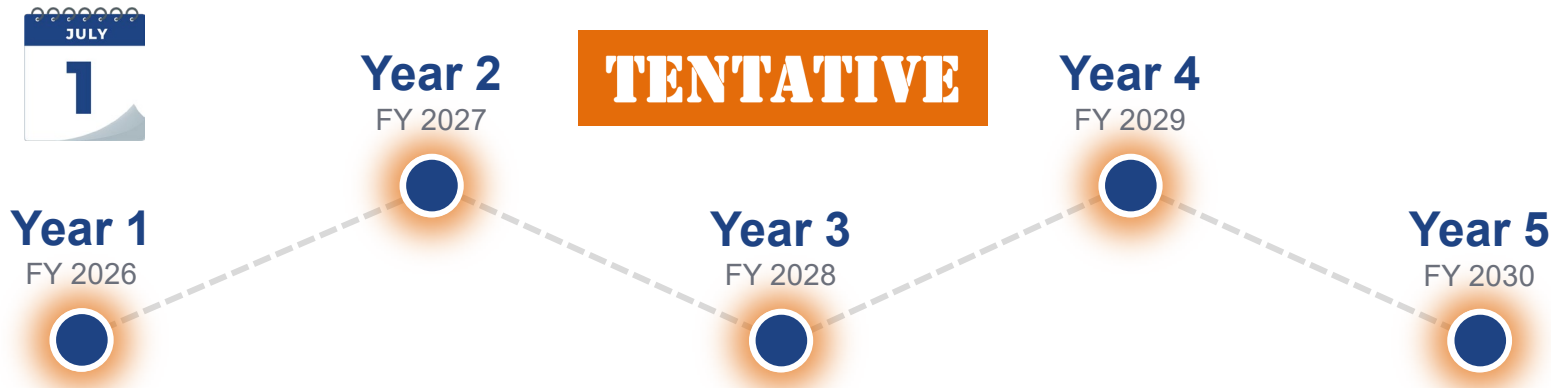 JULY
1
Year 1
FY 2026
Year 2
FY 2027
TENTATIVE
Year 3
FY 2028
Year 4
FY 2029
Year 5
FY 2030